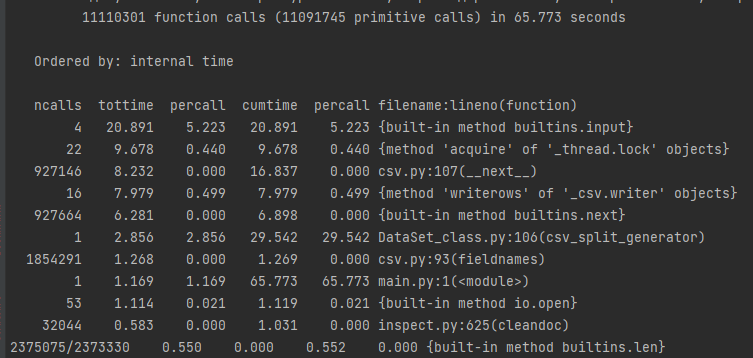 11110301 function calls (11091745 primitive calls) in 65.773 seconds
Ordered by: internal time
ncalls tottime percall cumtime percall filename:lineno(function)
4 20.891 5.223 20.891 5.223 {built-in method builtins.input}
22 9.678 0.440 9.678 0.440 {method 'acquire' of '_thread.lock' objects}
927146 8.232 0.000 16.837 0.000 csv.py:107(__next__)
16 7.979 0.499 7.979 0.499 {method 'writerows' of '_csv.writer' objects}
927664 6.281 0.000 6.898 0.000 {built-in method builtins.next}
1 2.856 2.856 29.542 29.542 DataSet_class.py:106(csv_split_generator)
1854291 1.268 0.000 1.269 0.000 csv.py:93(fieldnames)
1 1.169 1.169 65.773 65.773 main.py:1(<module>)
53 1.114 0.021 1.119 0.021 {built-in method io.open}
32044 0.583 0.000 1.031 0.000 inspect.py:625(cleandoc)
2375075/2373330 0.550 0.000 0.552 0.000 {built-in method builtins.len}